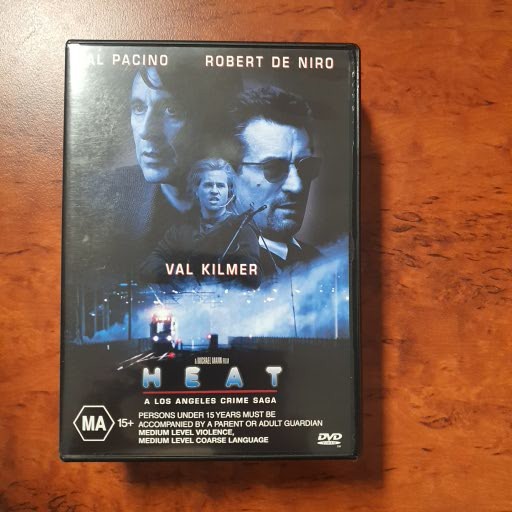 AL PACINO ROBERT DE NIRO
VAL KILMER
A MICHAEL MANN FILM
HEAT
A LOS ANGELES CRIME SAGA
MA 15+
PERSONS UNDER 15 YEARS MUST BE
ACCOMPANIED BY A PARENT OR ADULT GUARDIAN
MEDIUM LEVEL VIOLENCE,
MEDIUM LEVEL COARSE LANGUAGE
DVD